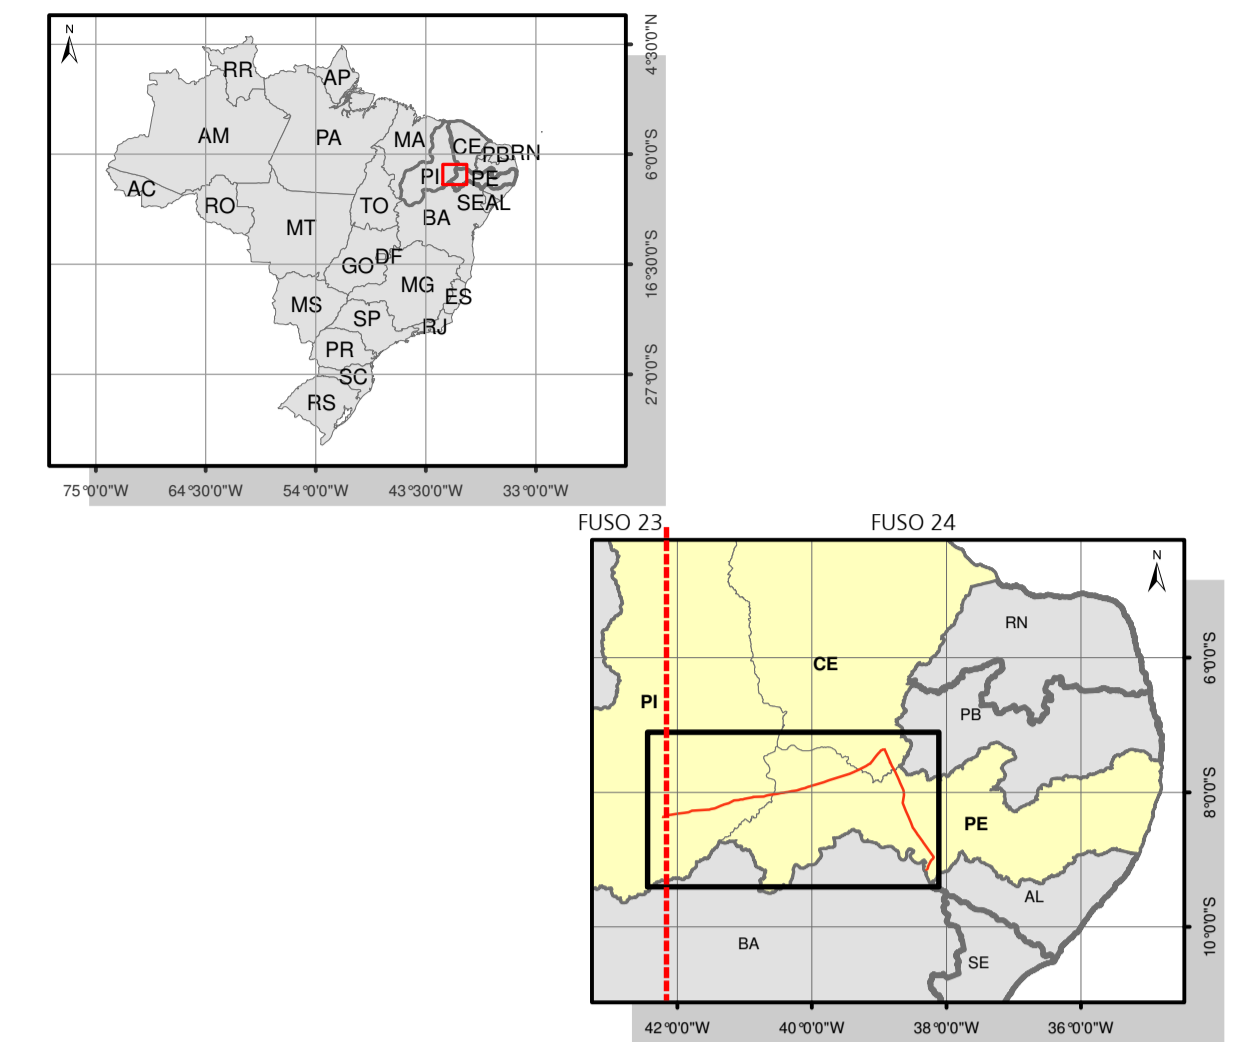 N
4°30'0"N
RR
AP
AM
PA
MA
CE
PB
RN
6°0'0"S
PI
PE
AC
RO
TO
SE
AL
BA
MT
DF
GO
16°30'0"S
MG
ES
MS
SP
RJ
PR
SC
27°0'0"S
RS
75°0'0"W 64°30'0"W 54°0'0"W 43°30'0"W 33°0'0"W
FUSO 23 FUSO 24
N
RN
6°0'0"S
CE
PI
PB
8°0'0"S
PE
AL
BA
10°0'0"S
SE
42°0'0"W 40°0'0"W 38°0'0"W 36°0'0"W